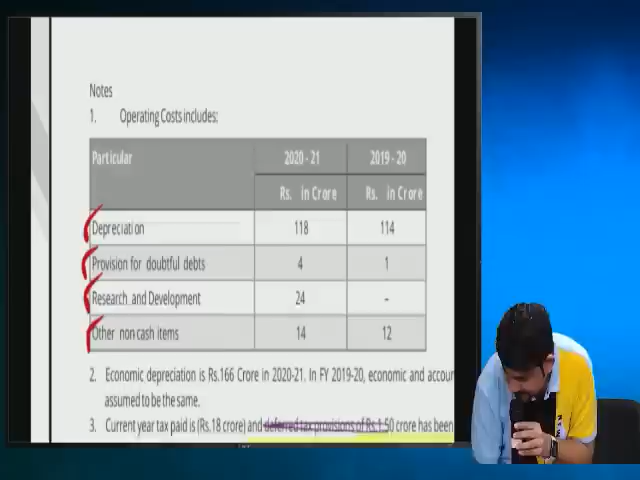 Notes
1. Operating Costs includes:
Particular 2020 - 21 2019 - 20
Rs. in Crore Rs. in Crore
Depreciation 118 114
Provision for doubtful debts 4 1
Research and Development 24 -
Other non cash items 14 12
2. Economic depreciation is Rs.166 Crore in 2020-21. In FY 2019-20, economic and accoun
assumed to be the same.
3. Current year tax paid is (Rs.18 crore) and deferred tax provisions of Rs.1.50 crore has been